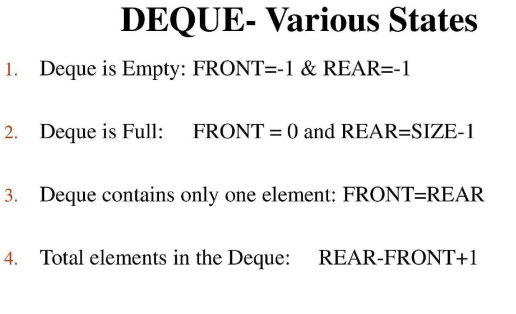 DEQUE- Various States
1. Deque is Empty: FRONT=-1 & REAR=-1
2. Deque is Full: FRONT = 0 and REAR=SIZE-1
3. Deque contains only one element: FRONT=REAR
4. Total elements in the Deque: REAR-FRONT+1